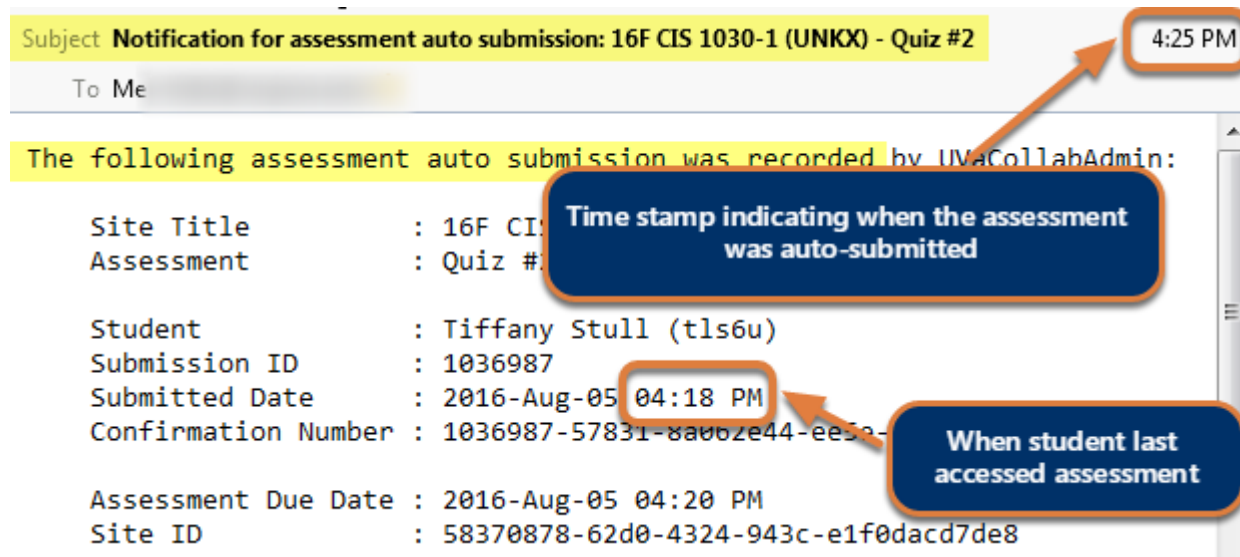 Subject Notification for assessment auto submission: 16F CIS 1030-1 (UNKX) - Quiz #2 4:25 PM
To Me
The following assessment auto submission was recorded by UVaCollabAdmin:
Time stamp indicating when the assessment
was auto-submitted
Site Title : 16F
Assessment : Quiz
Student : Tiffany Stull (tls6u)
Submission ID : 1036987
Submitted Date : 2016-Aug-05 04:18 PM
Confirmation Number : 1036987-57831-8a062e44-ee5e-
When student last
accessed assessment
Assessment Due Date : 2016-Aug-05 04:20 PM
Site ID : 58370878-62d0-4324-943c-e1f0dacd7de8